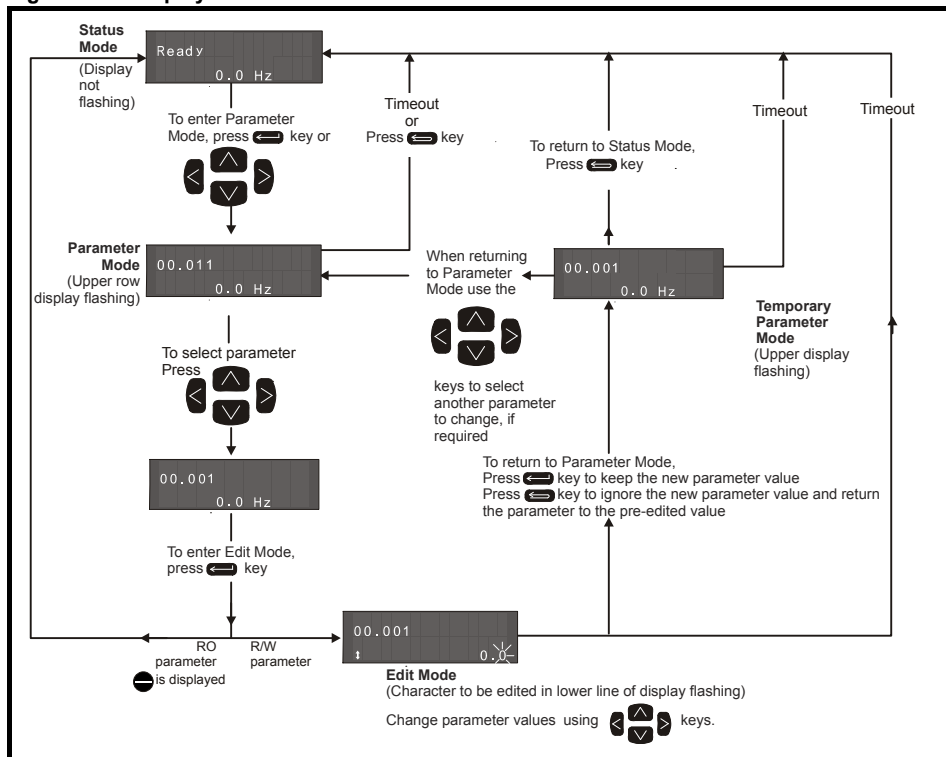 Status
Mode
(Display
not
flashing)
Ready
0.0 Hz
To enter Parameter
Mode, press key or
Timeout
or
Press key
To return to Status Mode,
Press key
Timeout
Timeout
Parameter
Mode
(Upper row
display flashing)
00.011
0.0 Hz
When returning
to Parameter
Mode use the
keys to select
another parameter
to change, if
required
00.001
0.0 Hz
Temporary
Parameter
Mode
(Upper display
flashing)
To select parameter
Press
00.001
0.0 Hz
To return to Parameter Mode,
Press key to keep the new parameter value
Press key to ignore the new parameter value and return
the parameter to the pre-edited value
To enter Edit Mode,
press key
RO
parameter
is displayed
R/W
parameter
00.001
0.0
Edit Mode
(Character to be edited in lower line of display flashing)
Change parameter values using keys.